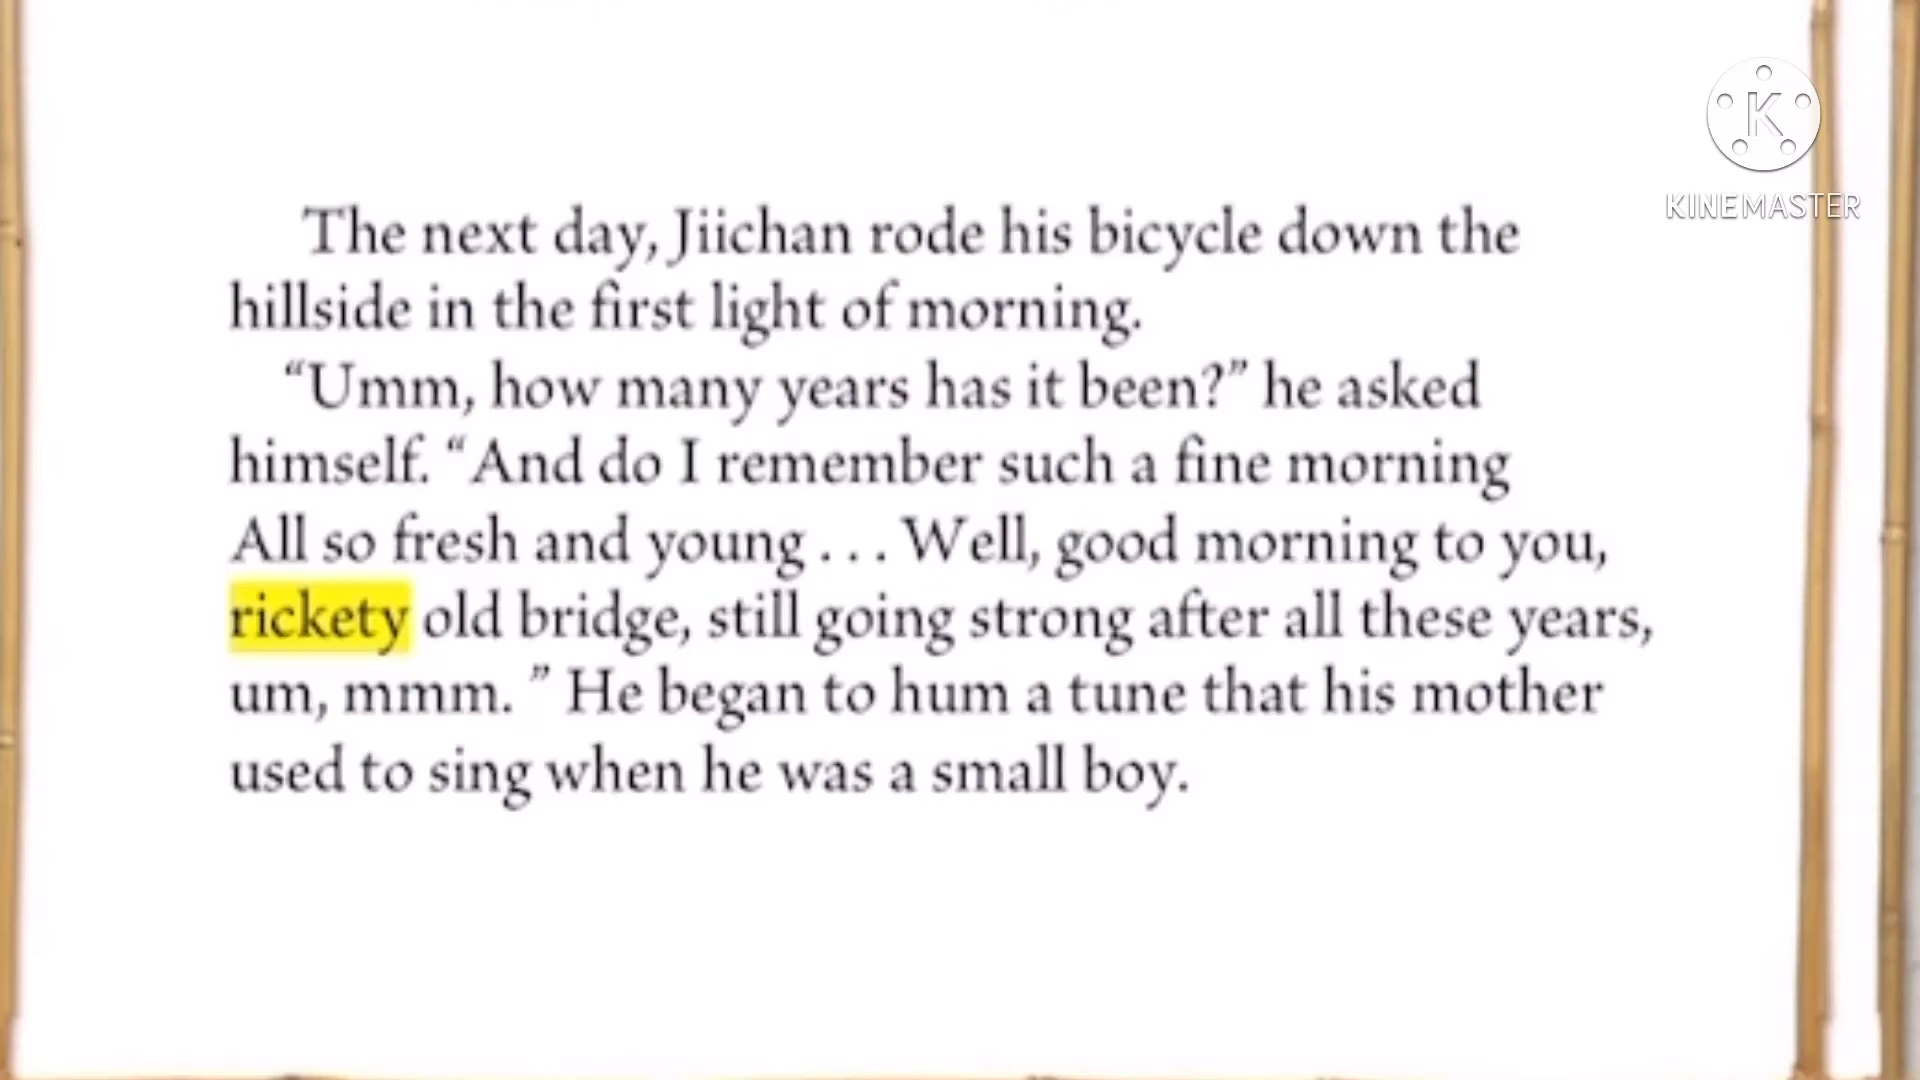 K
KINEMASTER
The next day, Jiichan rode his bicycle down the
hillside in the first light of morning.
“Umm, how many years has it been?” he asked
himself. “And do I remember such a fine morning
All so fresh and young . . . Well, good morning to you,
rickety old bridge, still going strong after all these years,
um, mmm. ” He began to hum a tune that his mother
used to sing when he was a small boy.